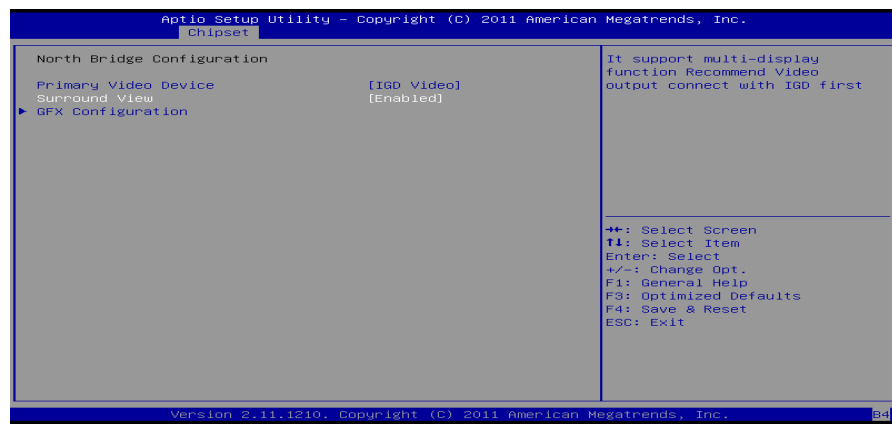 Aptio Setup Utility – Copyright (C) 2011 American Megatrends, Inc.
Chipset
North Bridge Configuration
Primary Video Device [IGD Video]
Surround View [Enabled]
► GFX Configuration
It support multi-display
function Recommend Video
output connect with IGD first
→←: Select Screen
↑↓: Select Item
Enter: Select
+/-: Change Opt.
F1: General Help
F3: Optimized Defaults
F4: Save & Reset
ESC: Exit
Version 2.11.1210. Copyright (C) 2011 American Megatrends, Inc.
B4